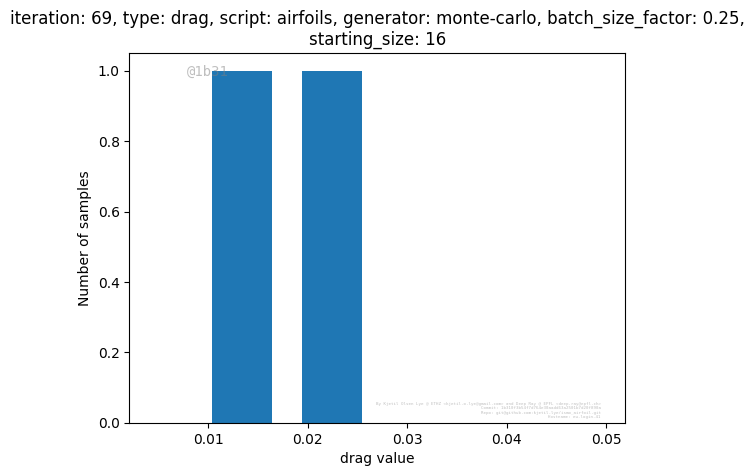 iteration: 69, type: drag, script: airfoils, generator: monte-carlo, batch_size_factor: 0.25,
starting_size: 16
@1b31
1.0
0.8
0.6
0.4
0.2
0.0
Number of samples
0.01
0.02
0.03
0.04
0.05
drag value